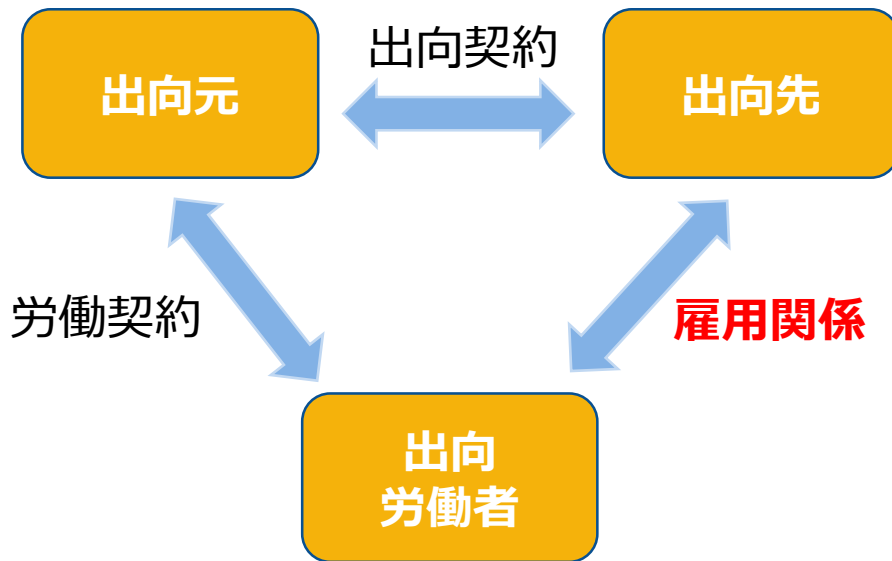 出向契約
出向元
出向先
労働契約
雇用関係
出向
労働者